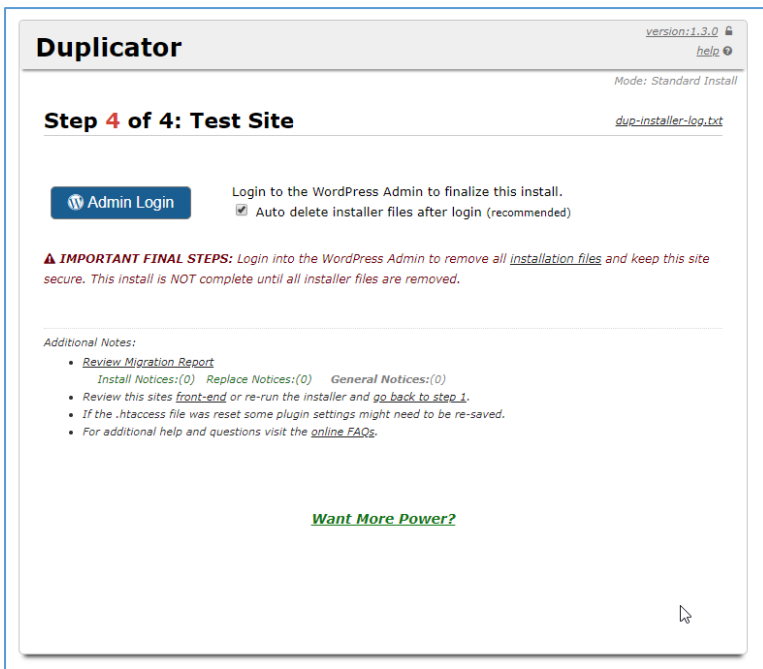 Duplicator
version:1.3.0
help
Mode: Standard Install
Step 4 of 4: Test Site
dup-installer-log.txt
Admin Login
Login to the WordPress Admin to finalize this install.
Auto delete installer files after login (recommended)
IMPORTANT FINAL STEPS: Login into the WordPress Admin to remove all installation files and keep this site
secure. This install is NOT complete until all installer files are removed.
Additional Notes:
Review Migration Report
Install Notices:(0) Replace Notices:(0) General Notices:(0)
Review this sites front-end or re-run the installer and go back to step 1.
If the .htaccess file was reset some plugin settings might need to be re-saved.
For additional help and questions visit the online FAQs.
Want More Power?